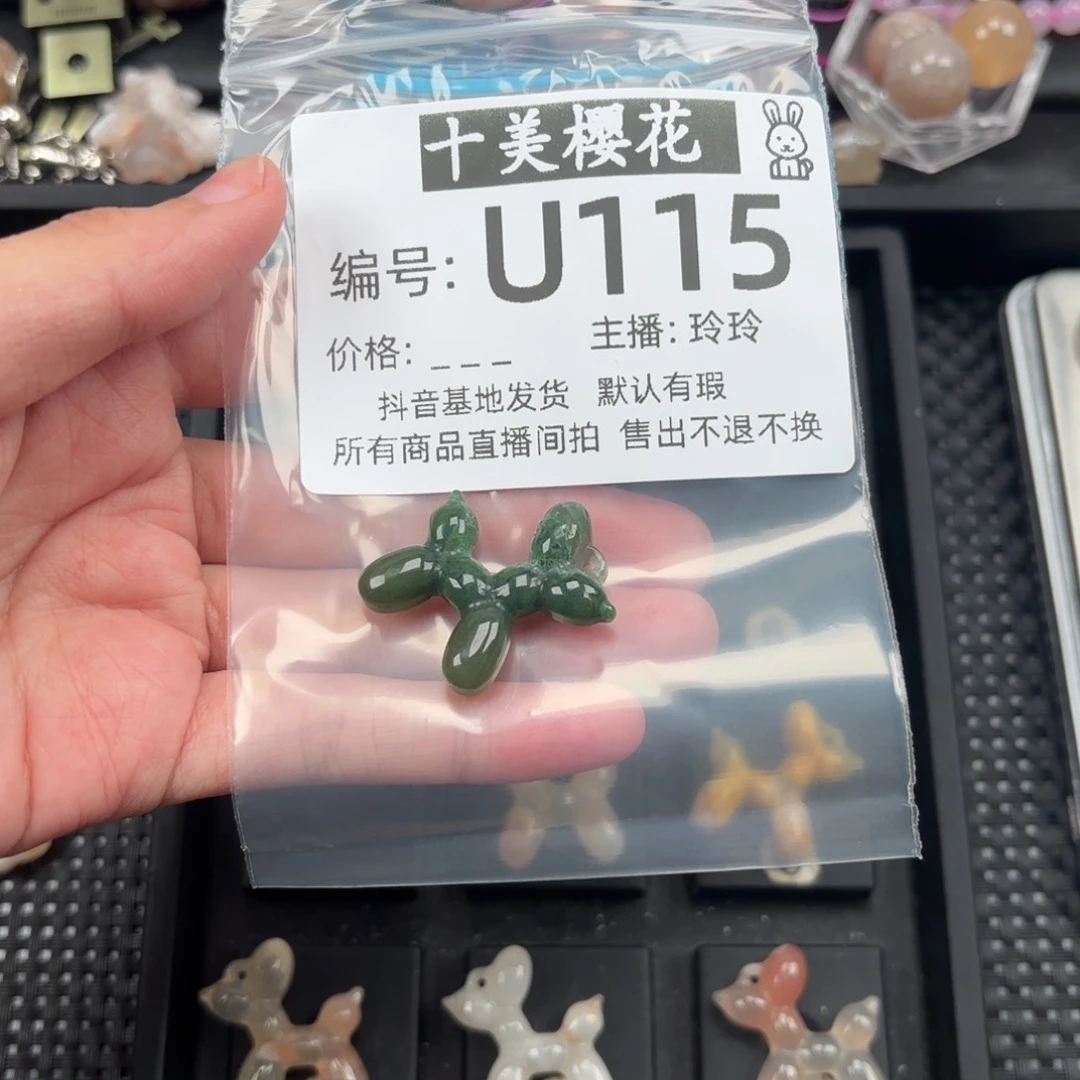 十美樱花
编号: U115
价格: _ _ _ 主播: 玲玲
抖音基地发货 默认有瑕
所有商品直播间拍 售出不退不换